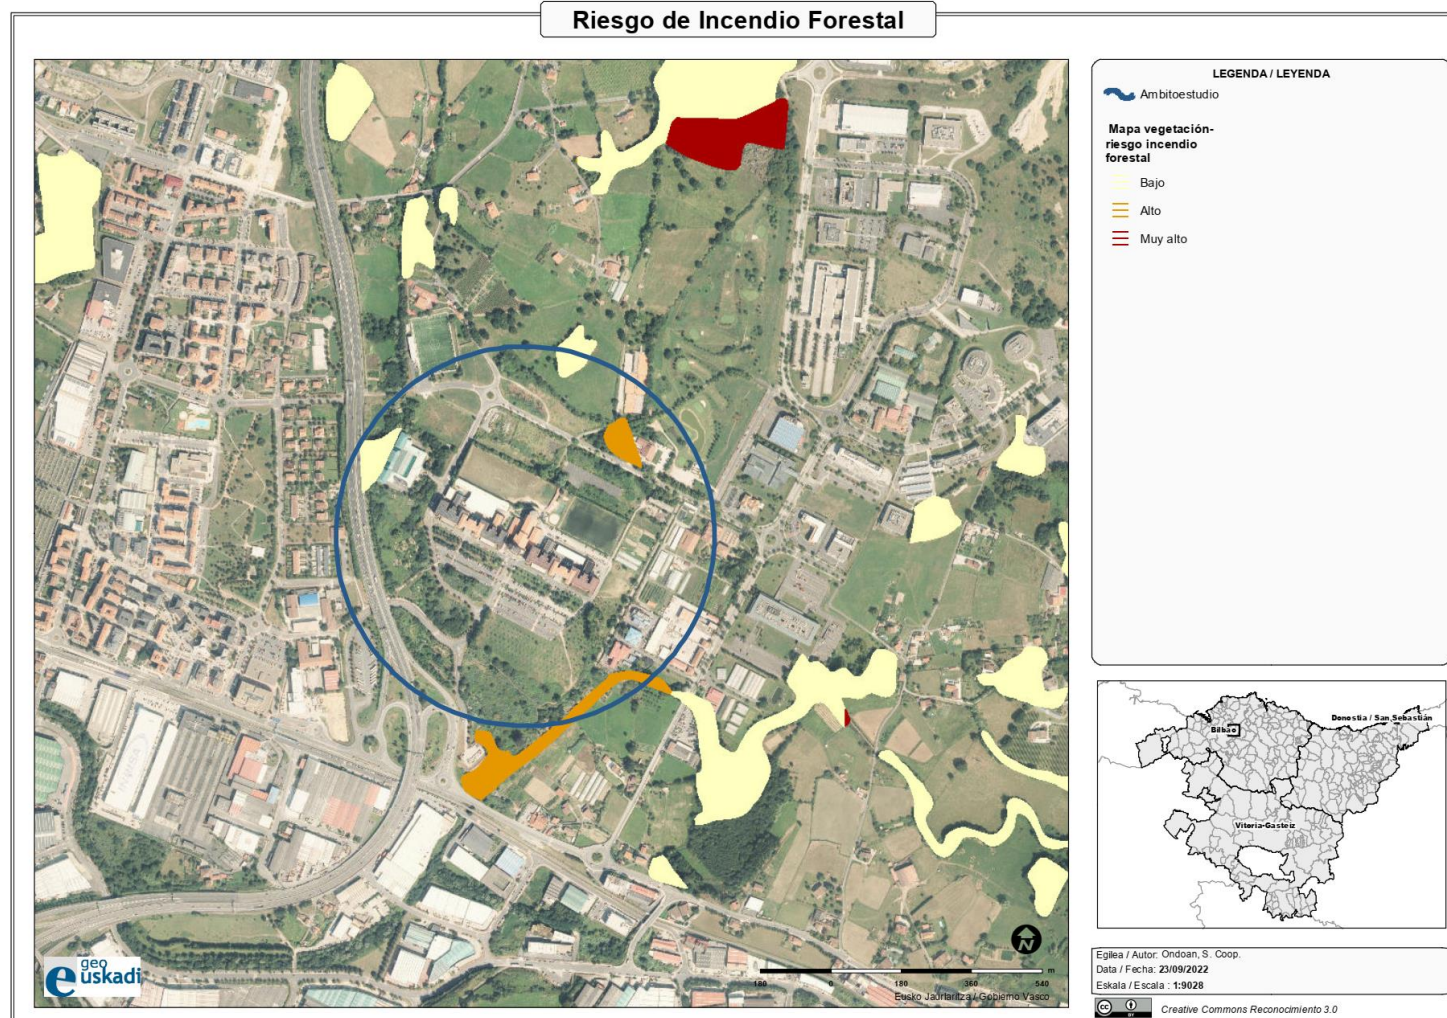 Riesgo de Incendio Forestal
LEGENDA / LEYENDA
Ambitoestudio
Mapa vegetación-
riesgo incendio
forestal
Bajo
Alto
Muy alto
Donostia / San Sebastián
Bilbao
Vitoria-Gasteiz
geo
euskadi
N
180 0 180 360 540 m
Eusko Jaurlaritza / Gobierno Vasco
Egilea / Autor: Ondoan, S. Coop.
Data / Fecha: 23/09/2022
Eskala / Escala : 1:9028
cc BY
Creative Commons Reconocimiento 3.0